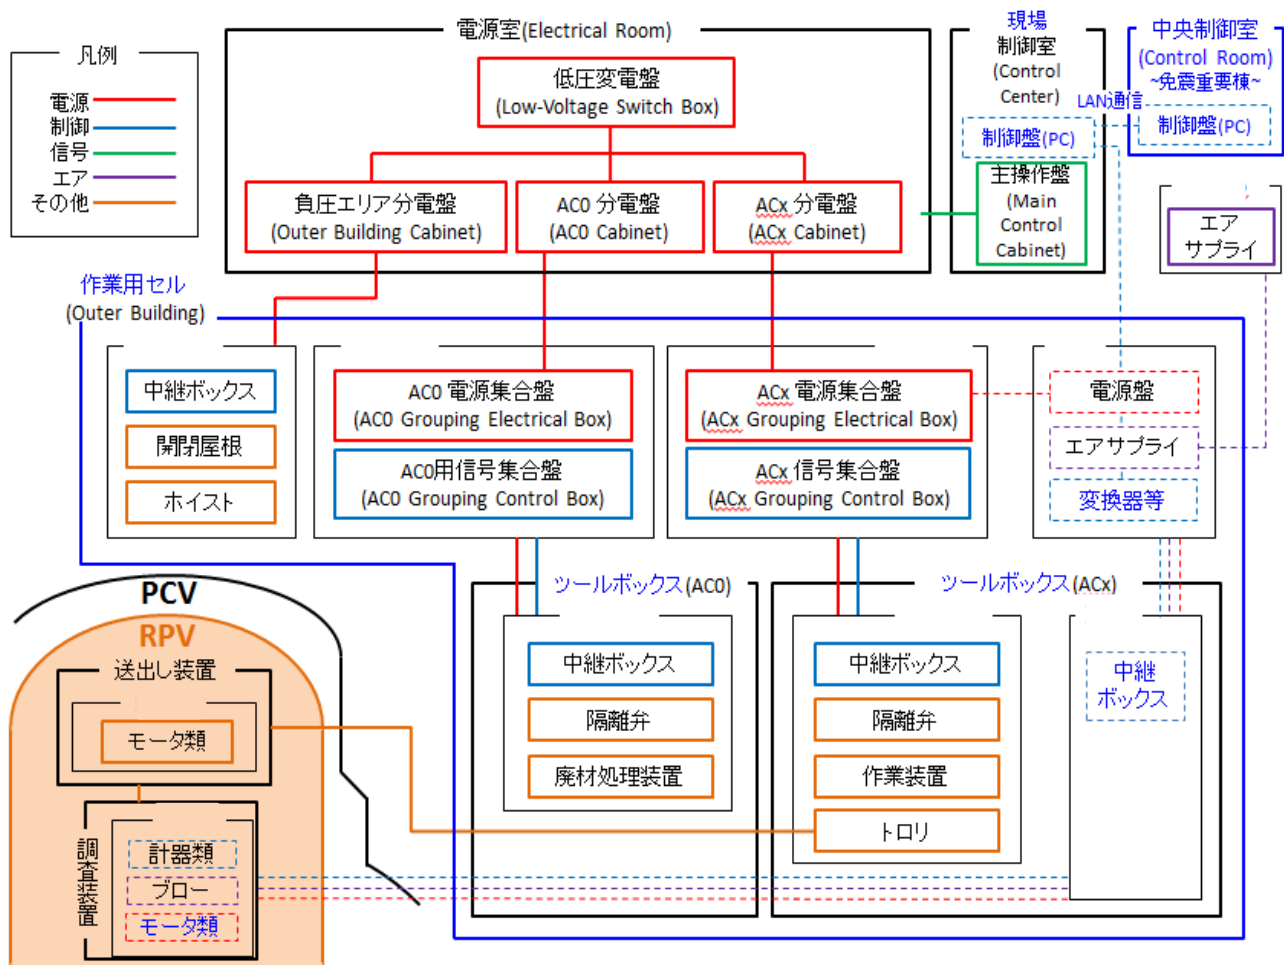 凡例
電源
制御
信号
エア
その他
電源室(Electrical Room)
低圧変電盤
(Low-Voltage Switch Box)
負圧エリア分電盤
(Outer Building Cabinet)
AC0 分電盤
(AC0 Cabinet)
ACx 分電盤
(ACx Cabinet)
現場
制御室
(Control
Center)
制御盤(PC)
主操作盤
(Main
Control
Cabinet)
LAN通信
中央制御室
(Control Room)
~免震重要棟~
制御盤(PC)
エア
サプライ
作業用セル
(Outer Building)
中継ボックス
開閉屋根
ホイスト
AC0 電源集合盤
(AC0 Grouping Electrical Box)
AC0用信号集合盤
(AC0 Grouping Control Box)
ACx 電源集合盤
(ACx Grouping Electrical Box)
ACx 信号集合盤
(ACx Grouping Control Box)
電源盤
エアサプライ
変換器等
ツールボックス(AC0)
中継ボックス
隔離弁
廃材処理装置
ツールボックス(ACx)
中継ボックス
隔離弁
作業装置
トロリ
中継
ボックス
PCV
RPV
送出し装置
モータ類
調査装置
計器類
ブロー
モータ類